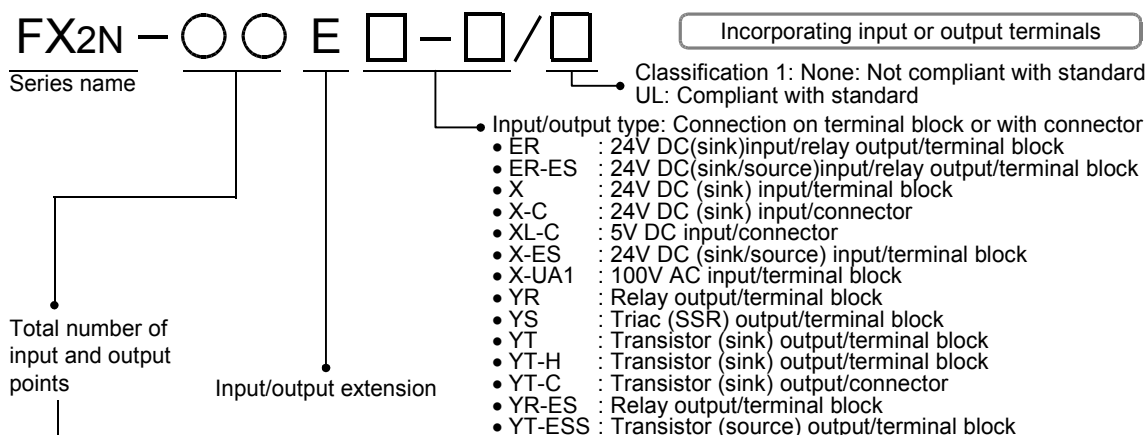 FX2N – ○○ E □ – □/□
Incorporating input or output terminals
Series name
Classification 1: None: Not compliant with standard
UL: Compliant with standard
Input/output type: Connection on terminal block or with connector
• ER : 24V DC(sink)input/relay output/terminal block
• ER-ES : 24V DC(sink/source)input/relay output/terminal block
• X : 24V DC (sink) input/terminal block
• X-C : 24V DC (sink) input/connector
• XL-C : 5V DC input/connector
• X-ES : 24V DC (sink/source) input/terminal block
• X-UA1 : 100V AC input/terminal block
• YR : Relay output/terminal block
• YS : Triac (SSR) output/terminal block
• YT : Transistor (sink) output/terminal block
• YT-H : Transistor (sink) output/terminal block
• YT-C : Transistor (sink) output/connector
• YR-ES : Relay output/terminal block
• YT-ESS : Transistor (source) output/terminal block
Total number of
input and output
points
Input/output extension